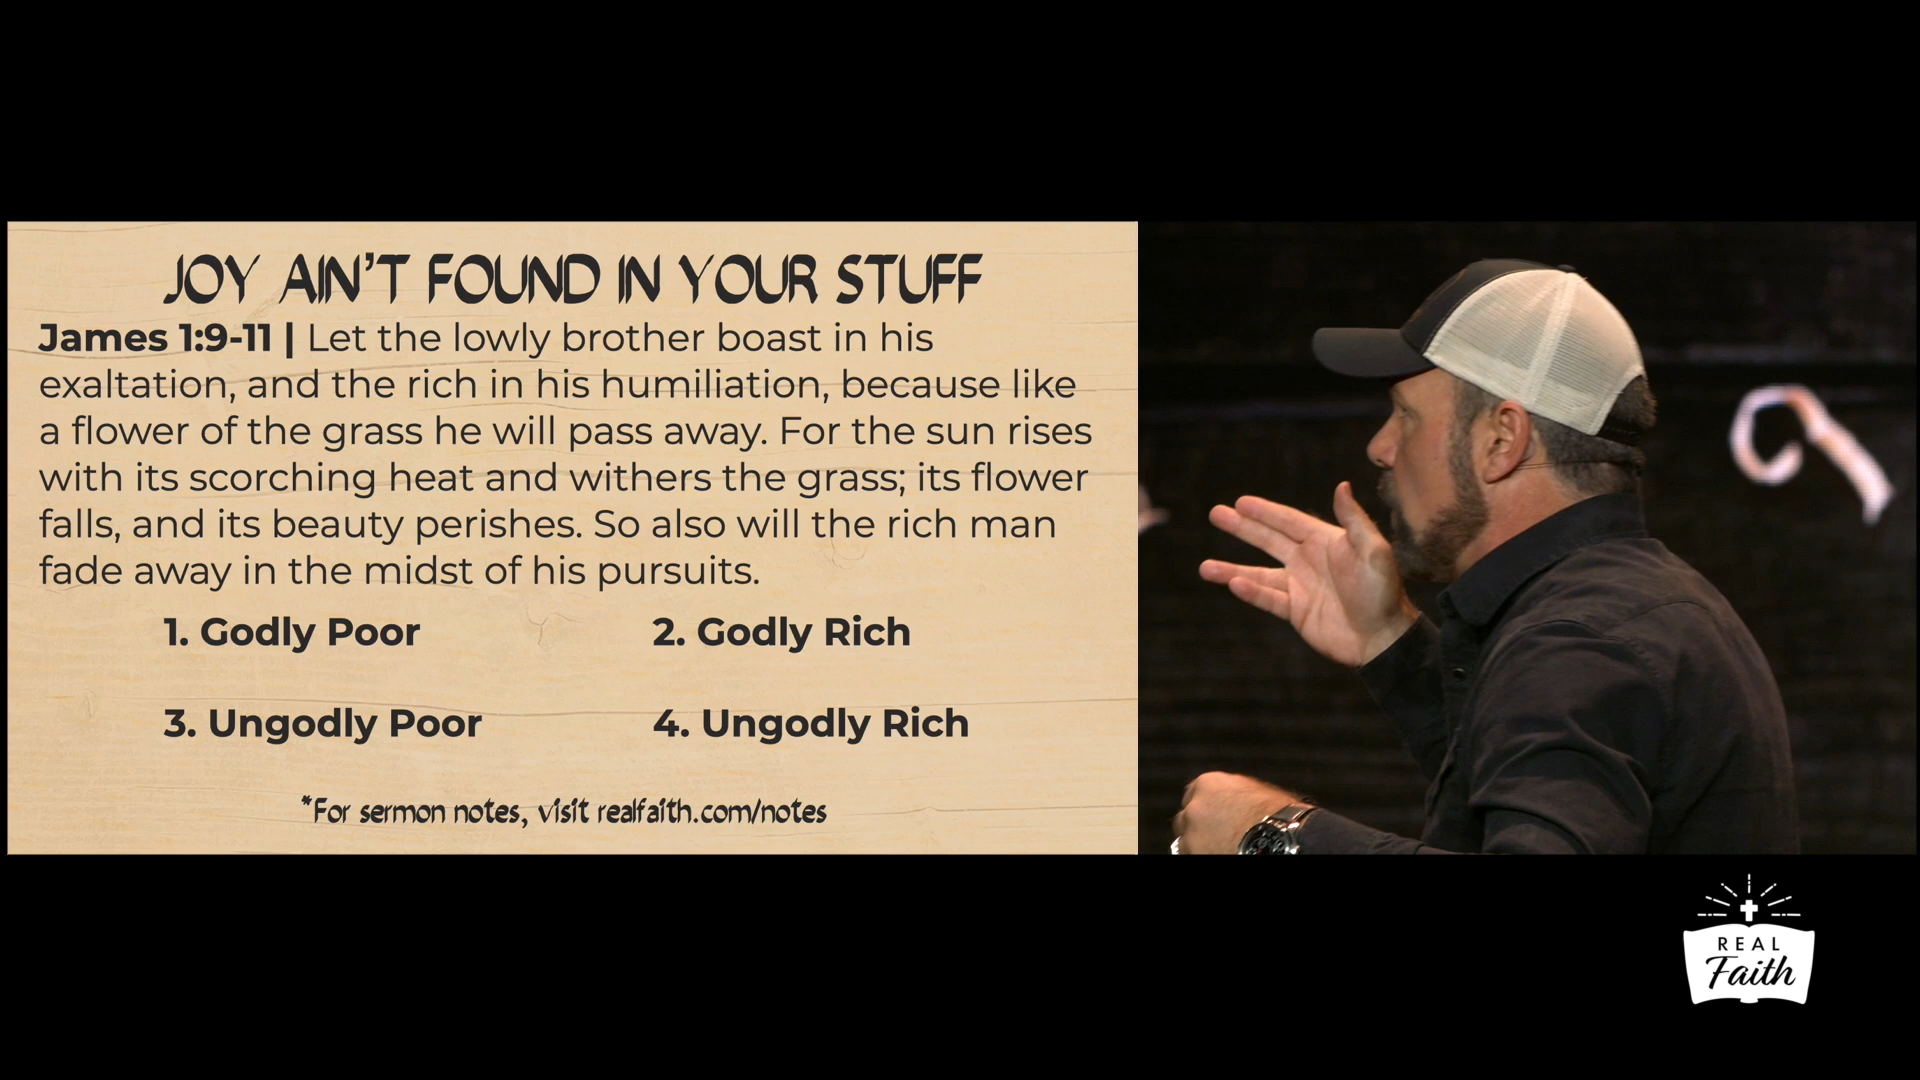 JOY AIN'T FOUND IN YOUR STUFF
James 1:9-11 | Let the lowly brother boast in his
exaltation, and the rich in his humiliation, because like
a flower of the grass he will pass away. For the sun rises
with its scorching heat and withers the grass; its flower
falls, and its beauty perishes. So also will the rich man
fade away in the midst of his pursuits.
1. Godly Poor
2. Godly Rich
3. Ungodly Poor
4. Ungodly Rich
*For sermon notes, visit realfaith.com/notes
REAL
Faith